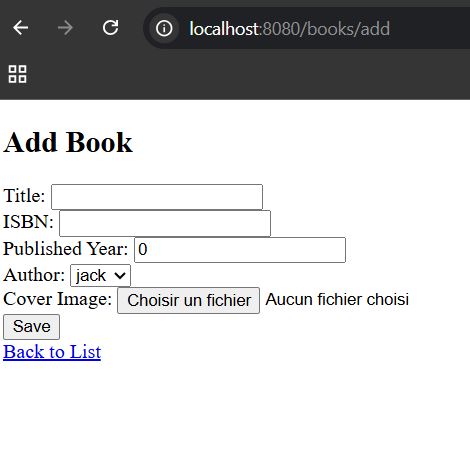 localhost:8080/books/add
Add Book
Title:
ISBN:
Published Year: 0
Author: jack
Cover Image: Choisir un fichier Aucun fichier choisi
Save
Back to List